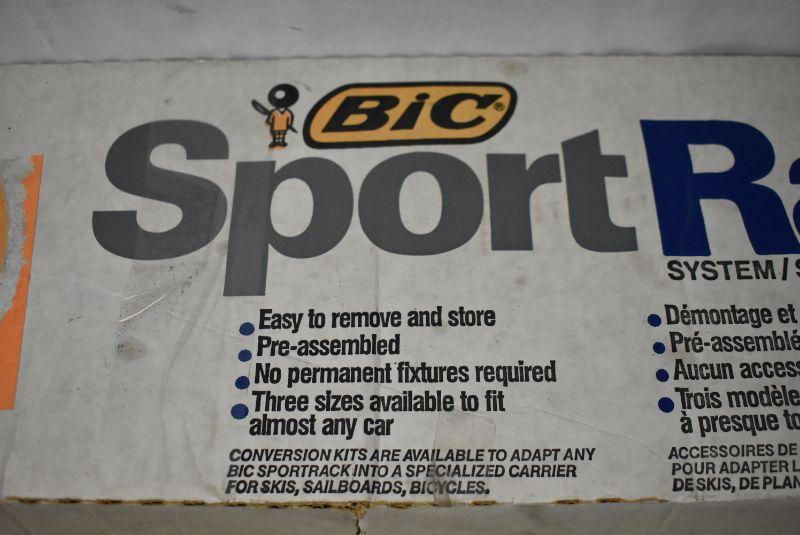 BiC®
Sport Ra
SYSTEM / S
Easy to remove and store
Pre-assembled
No permanent fixtures required
Three sizes available to fit
almost any car
CONVERSION KITS ARE AVAILABLE TO ADAPT ANY
BIC SPORTRACK INTO A SPECIALIZED CARRIER
FOR SKIS, SAILBOARDS, BICYCLES.
Démontage et
Pré-assemblé
Aucun access
Trois modèle
à presque to
ACCESSOIRES DE
POUR ADAPTER L
DE SKIS, DE PLAN